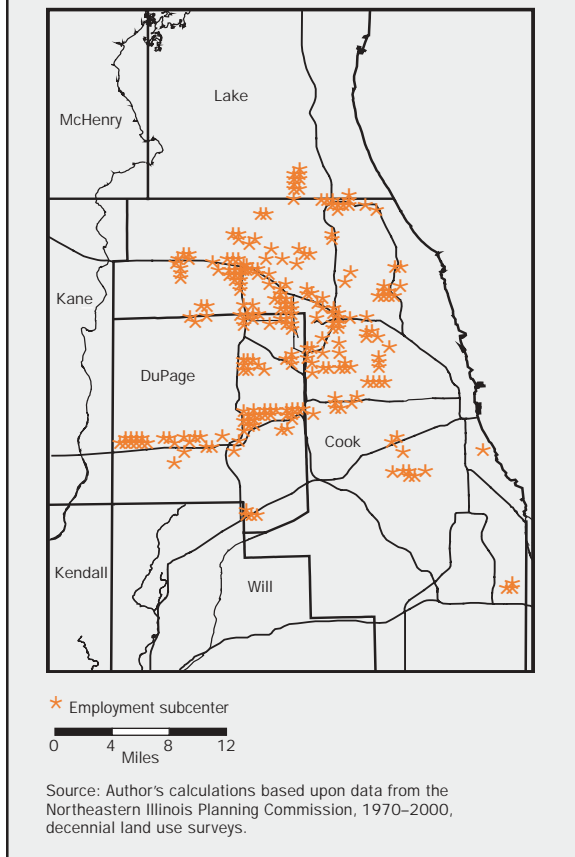 Lake
McHenry
Kane
DuPage
Cook
Kendall
Will
Employment subcenter
0 4 8 12
Miles
Source: Author's calculations based upon data from the
Northeastern Illinois Planning Commission, 1970–2000,
decennial land use surveys.